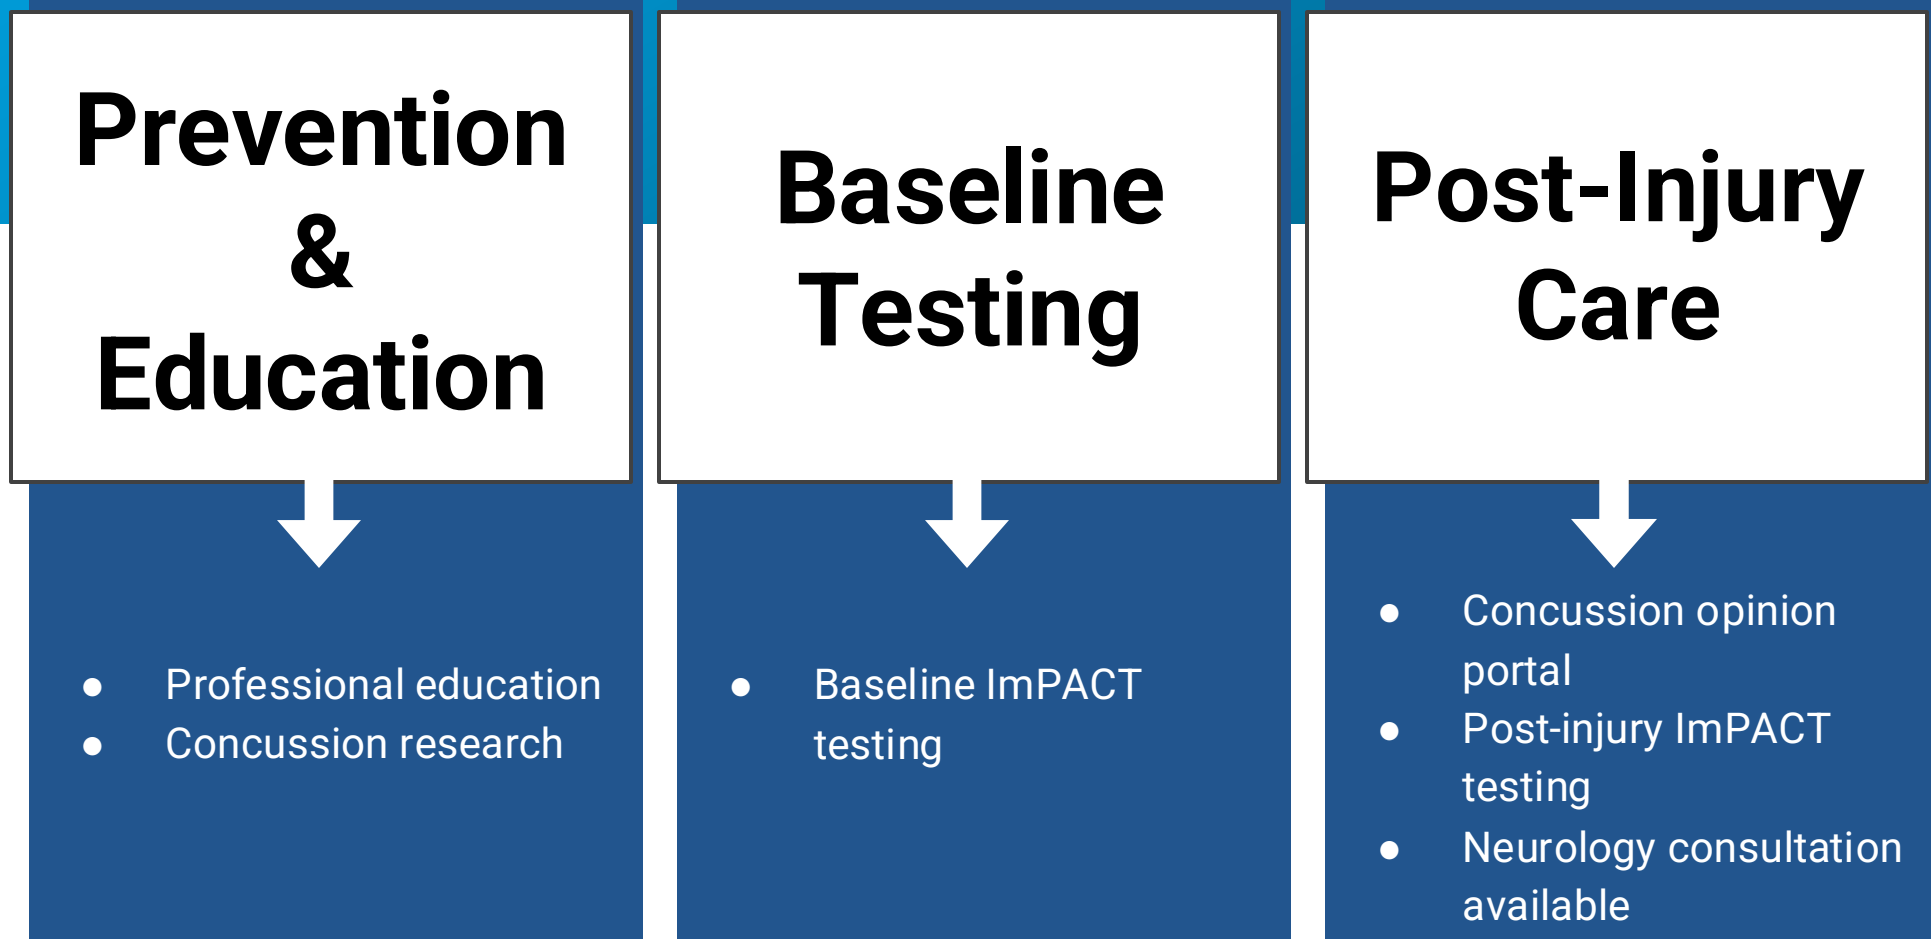 Prevention
&
Education
● Professional education
● Concussion research
Baseline
Testing
● Baseline ImPACT
testing
Post-Injury
Care
● Concussion opinion
portal
● Post-injury ImPACT
testing
● Neurology consultation
available